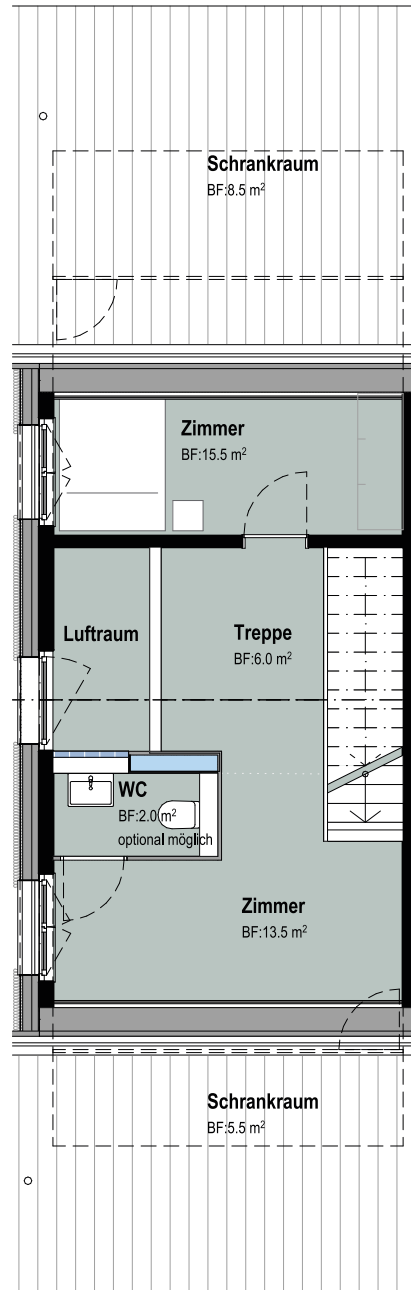 Schrankraum
BF:8.5 m²
Zimmer
BF:15.5 m²
Luftraum
Treppe
BF:6.0 m²
WC
BF:2.0 m²
optional möglich
Zimmer
BF:13.5 m²
Schrankraum
BF:5.5 m²